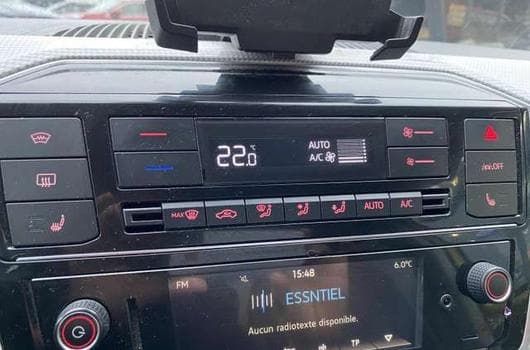 22.0 °C
AUTO
A/C
OFF
MAX
AUTO
A/C
FM
15:48
6.0°C
ESSNTIEL
Aucun radiotexte disponible.
TP